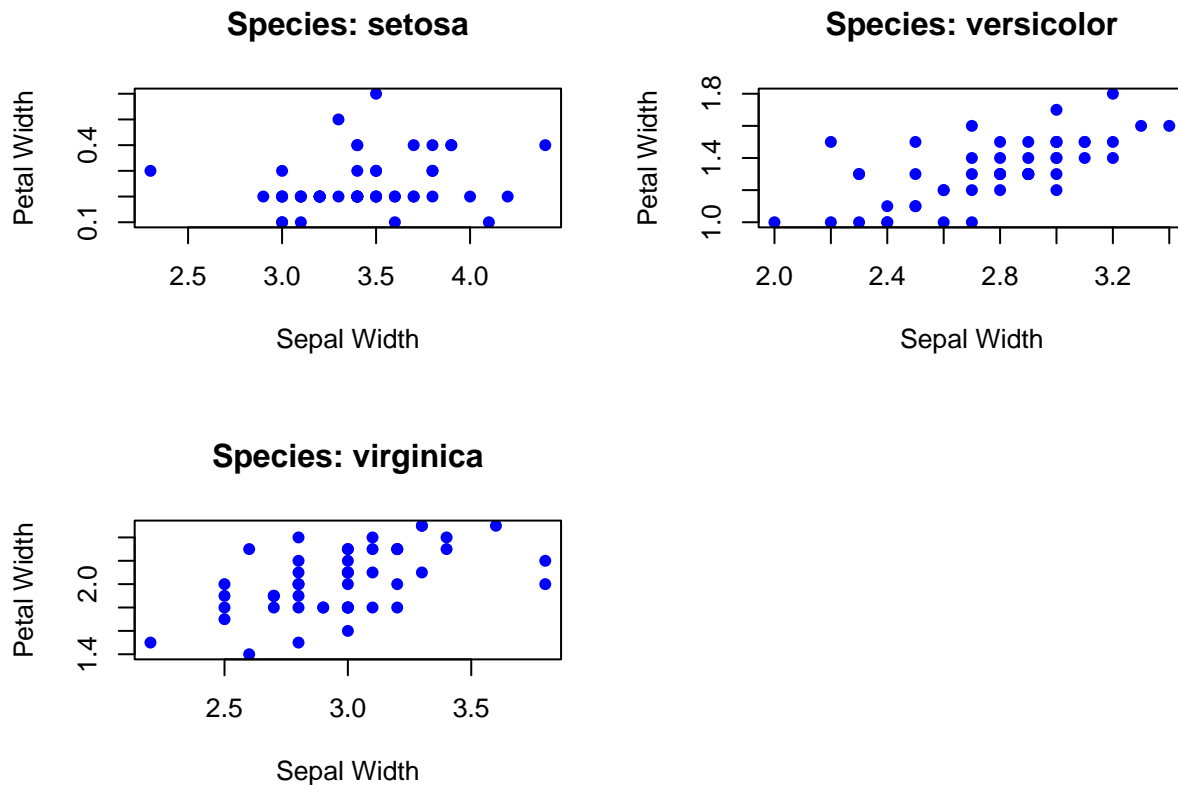 Species: setosa
Petal Width
0.1 0.4
2.5 3.0 3.5 4.0
Sepal Width
Species: versicolor
Petal Width
1.0 1.4 1.8
2.0 2.4 2.8 3.2
Sepal Width
Species: virginica
Petal Width
1.4 2.0
2.5 3.0 3.5
Sepal Width